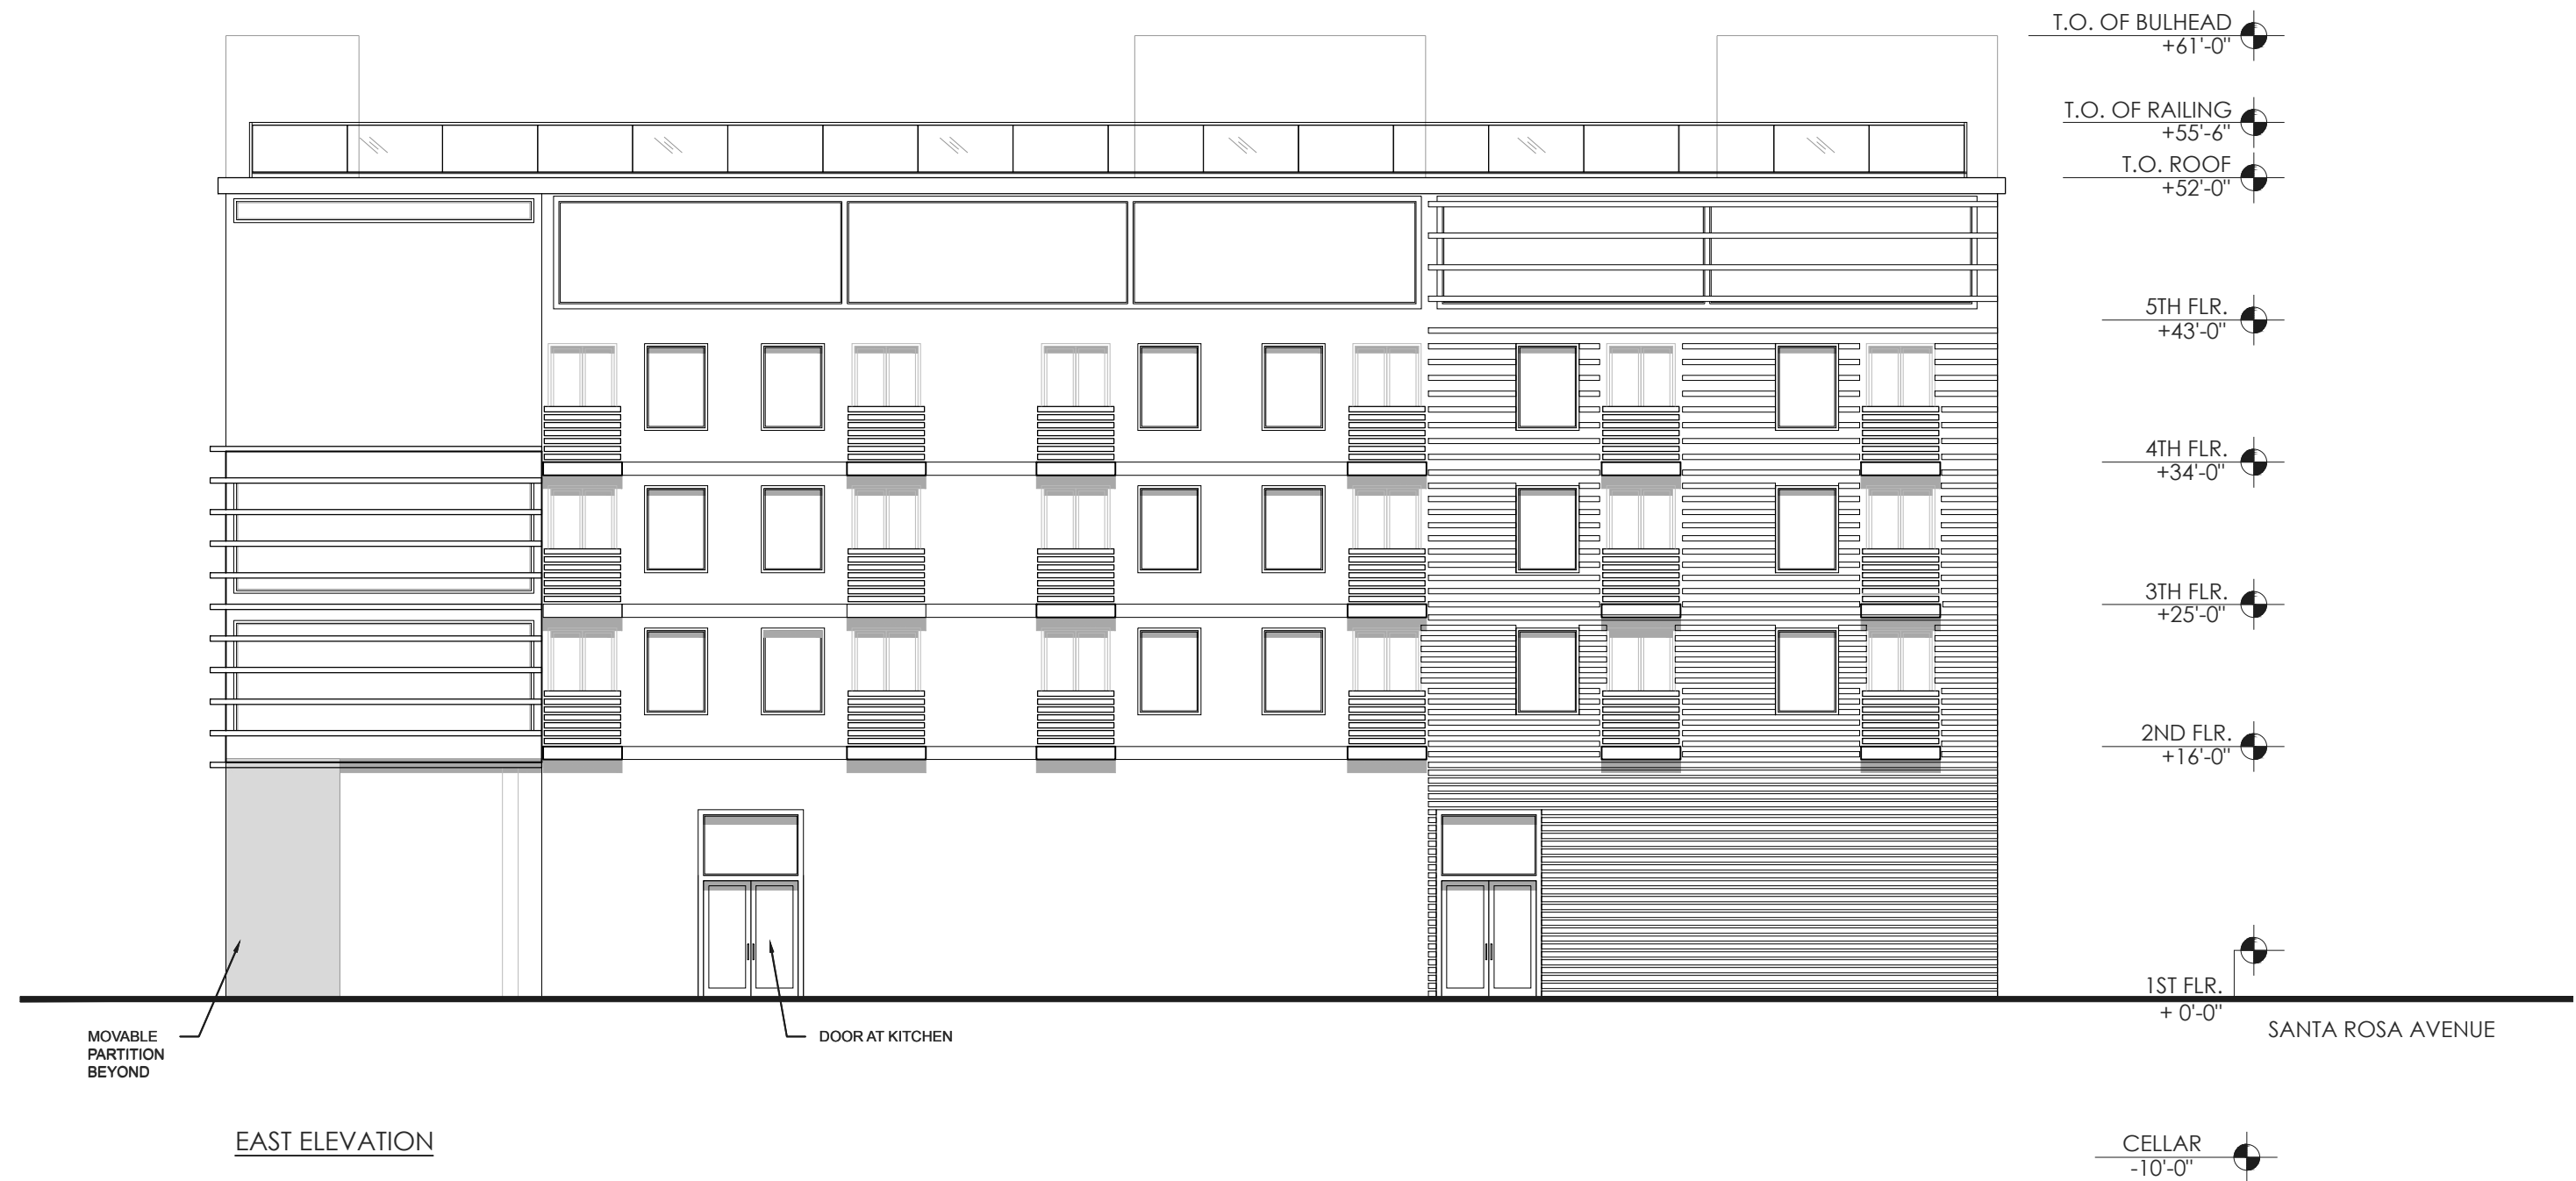 T.O. OF BULHEAD
+61'-0"
T.O. OF RAILING
+55'-6"
T.O. ROOF
+52'-0"
5TH FLR.
+43'-0"
4TH FLR.
+34'-0"
3TH FLR.
+25'-0"
2ND FLR.
+16'-0"
1ST FLR.
+ 0'-0"
SANTA ROSA AVENUE
MOVABLE
PARTITION
BEYOND
DOOR AT KITCHEN
EAST ELEVATION
CELLAR
-10'-0"